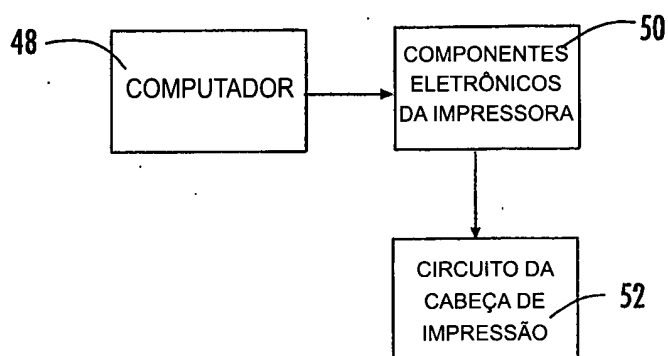 48
COMPUTADOR
50
COMPONENTES
ELETRÔNICOS
DA IMPRESSORA
CIRCUITO DA
CABEÇA DE
IMPRESSÃO
52